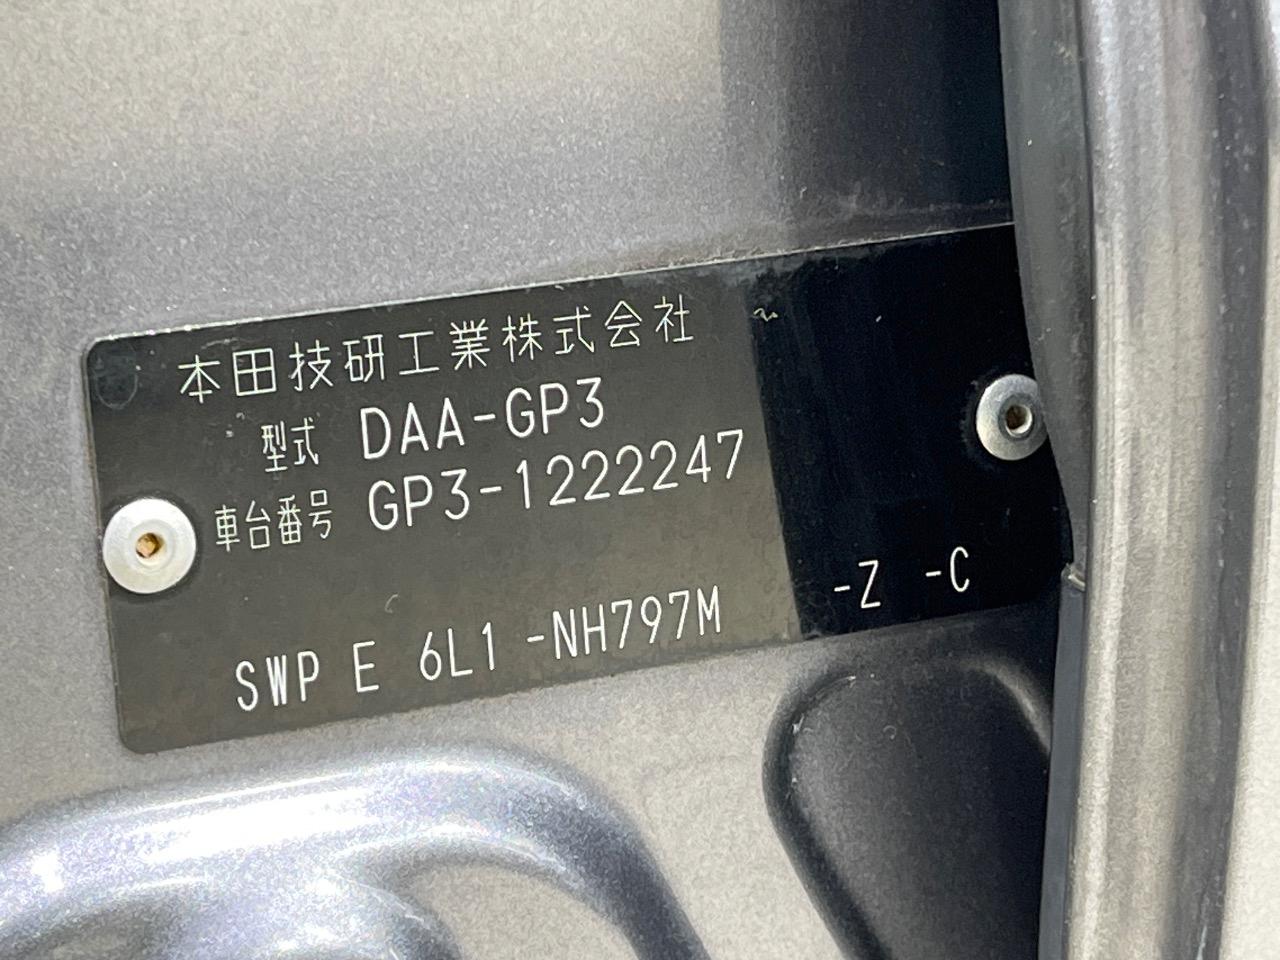 本田技研工業株式会社
型式 DAA-GP3
車台番号 GP3-1222247
SWP E 6L1 -NH797M -Z -C